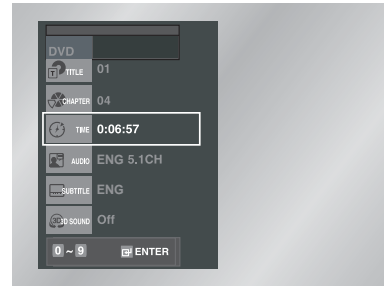 DVD
TITLE 01
CHAPTER 04
TIME 0:06:57
AUDIO ENG 5.1CH
SUBTITLE ENG
3D SOUND Off
0 ~ 9 ENTER